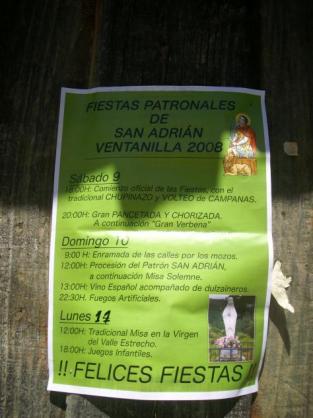 FIESTAS PATRONALES
DE
SAN ADRIÁN
VENTANILLA 2008
Sábado 9
18:00H: Comienzo oficial de las Fiestas, con el
tradicional CHUPINAZO y VOLTEO de CAMPANAS.
20:00H: Gran PANCETADA Y CHORIZADA.
A continuación "Gran Verbena"
Domingo 10
9:00 H: Enramada de las calles por los mozos.
12:00H: Procesión del Patrón SAN ADRIÁN,
a continuación Misa Solemne.
13:00H: Vino Español acompañado de dulzaineros.
22:30H. Fuegos Artificiales.
Lunes 14
12:00H: Tradicional Misa en la Virgen
del Valle Estrecho.
18:00H: Juegos Infantiles.
!! FELICES FIESTAS !!